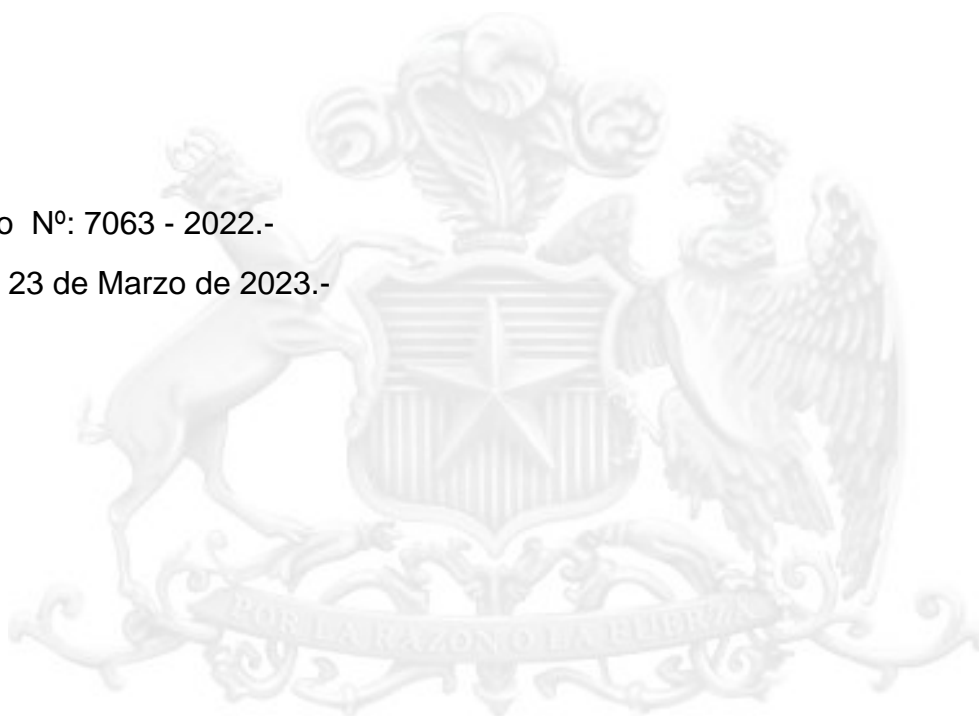 o Nº: 7063 - 2022.-
23 de Marzo de 2023.-
POR LA RAZON O LA FUERZA